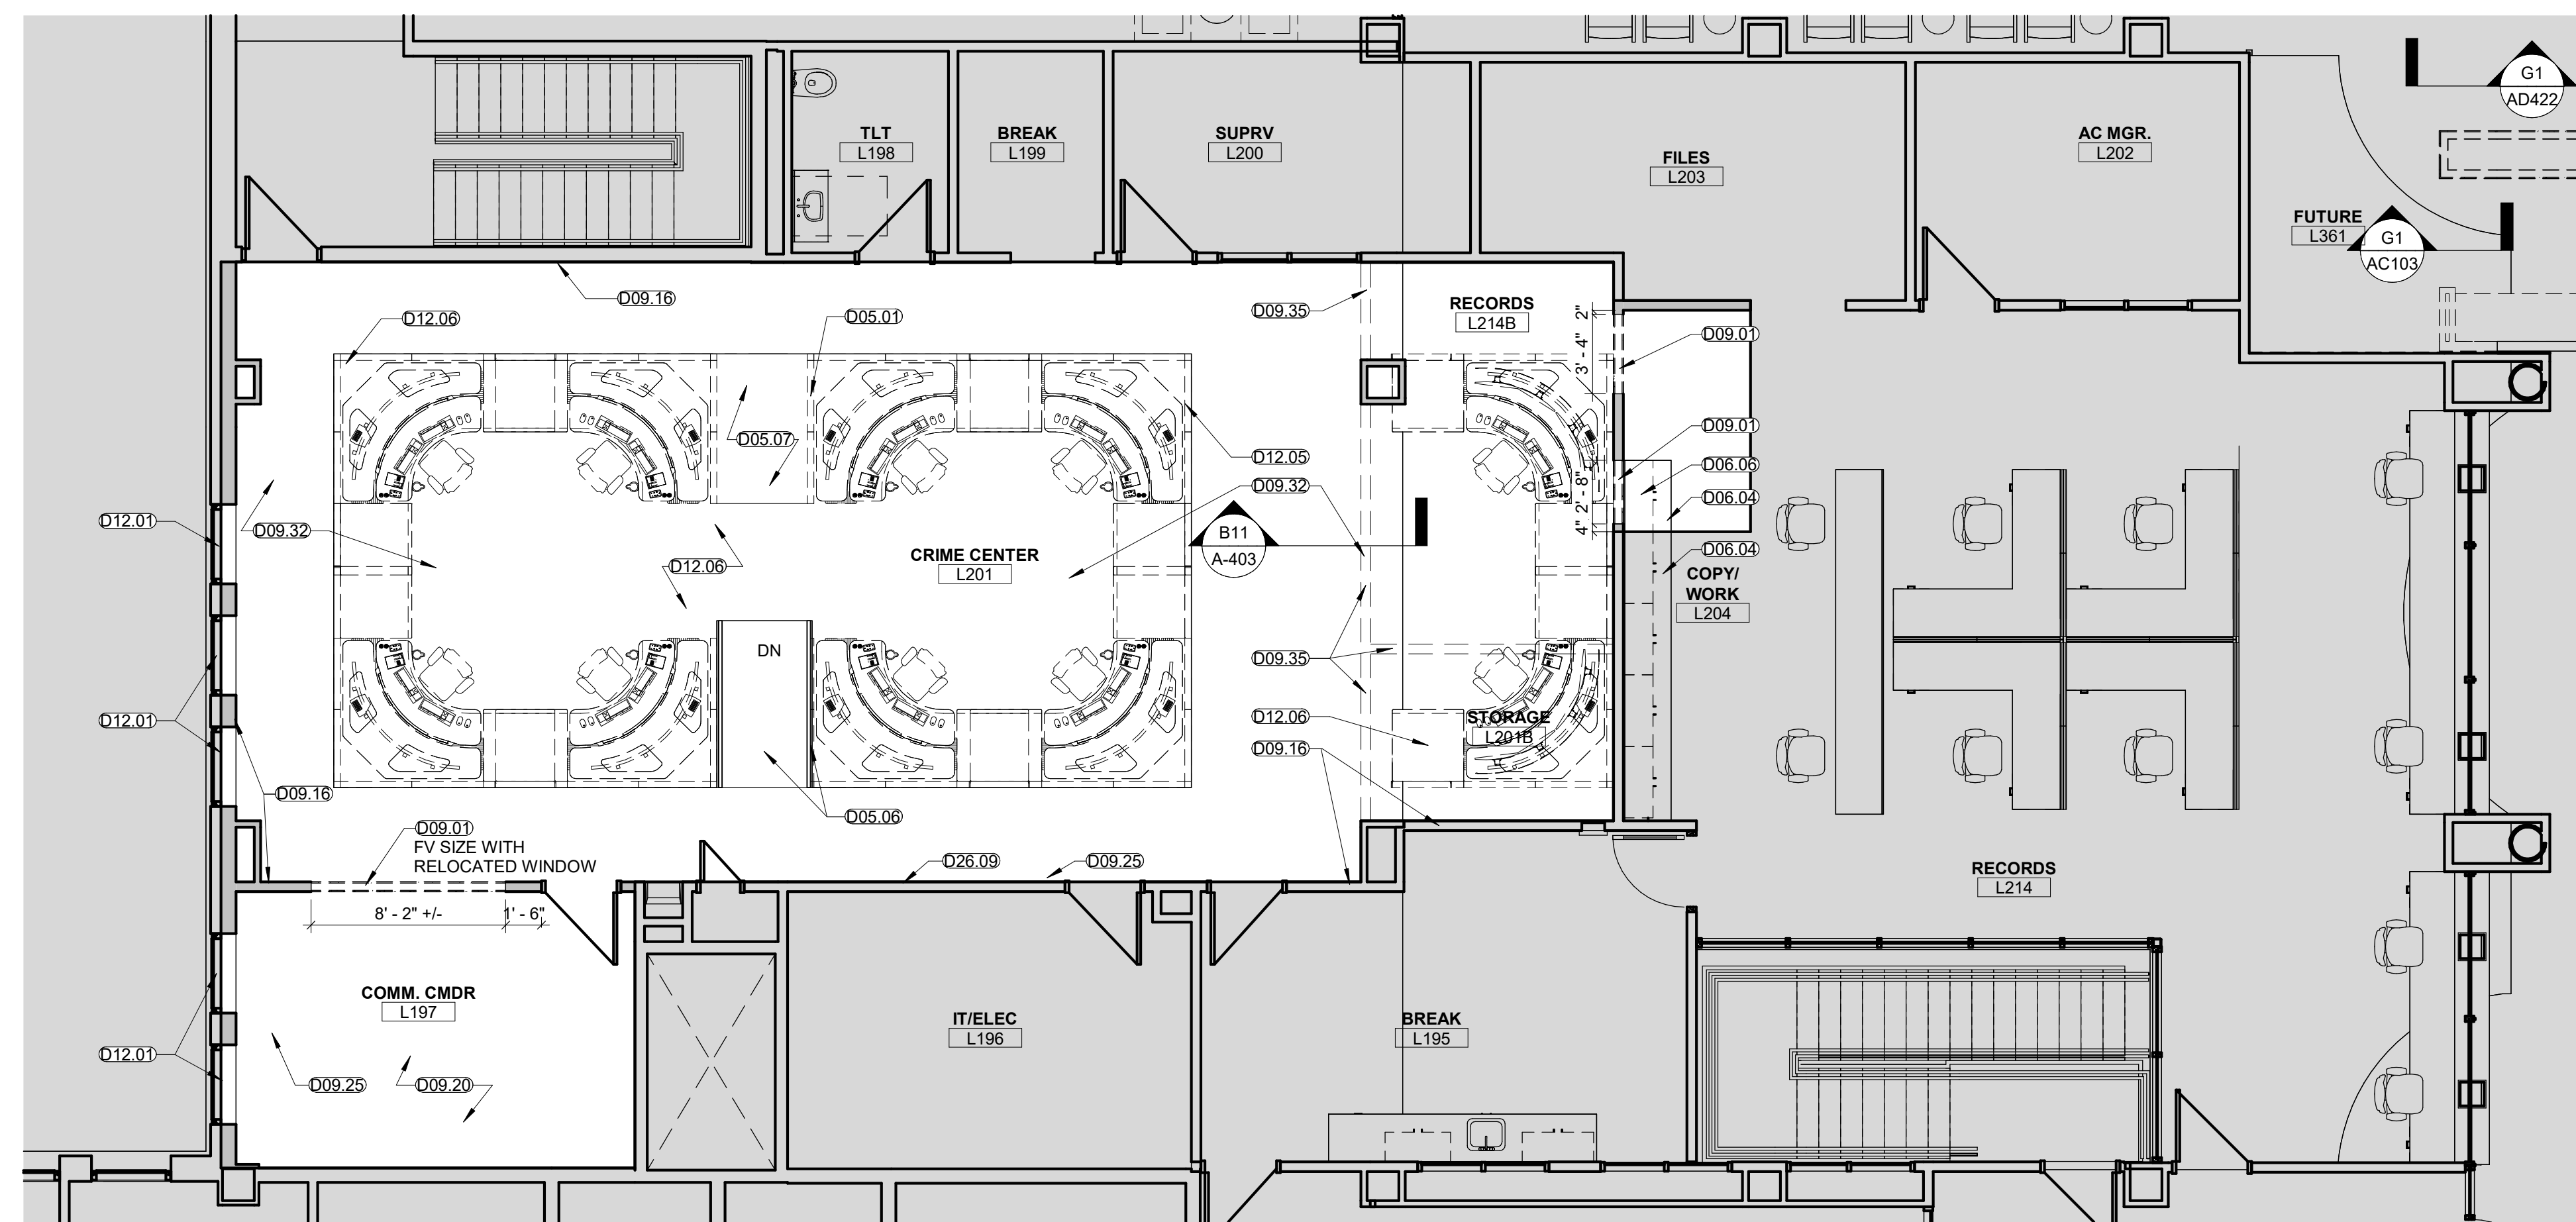 G1
AD422
TLT
L198
BREAK
L199
SUPRV
L200
FILES
L203
AC MGR.
L202
FUTURE
L361
G1
AC103
D09.16
D12.06
D05.01
D09.35
RECORDS
L214B
2"
3' - 4"
D09.01
D05.07
D09.01
D12.05
D06.06
D09.32
2' - 8"
4"
D06.04
D12.01
D09.32
B11
A-403
CRIME CENTER
L201
D12.06
D06.04
COPY/
WORK
L204
DN
D09.35
D12.01
D12.06
STORAGE
L201B
D09.16
D09.16
D05.06
D09.01
FV SIZE WITH
RELOCATED WINDOW
D26.09
D09.25
RECORDS
L214
8' - 2" +/-
1' - 6"
COMM. CMDR
L197
IT/ELEC
L196
BREAK
L195
D12.01
D09.25
D09.20